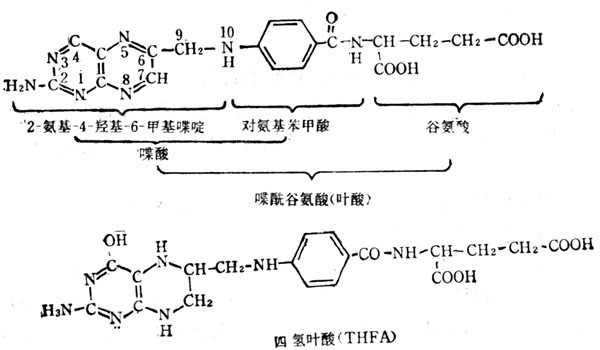 O
9 10
N 4 N 5 6 CH₂ N H C N H CH CH₂ CH₂ COOH
3 COOH
H₂N 2 N 1 N 8 7 CH
2-氨基-4-羟基-6-甲基喋啶 对氨基苯甲酸 谷氨酸
喋酸
喋酰谷氨酸(叶酸)
OH H
N C N CH CH₂ NH CO NH CH CH₂ CH₂ COOH
COOH
H₃N N N H CH₂
四氢叶酸(THFA)